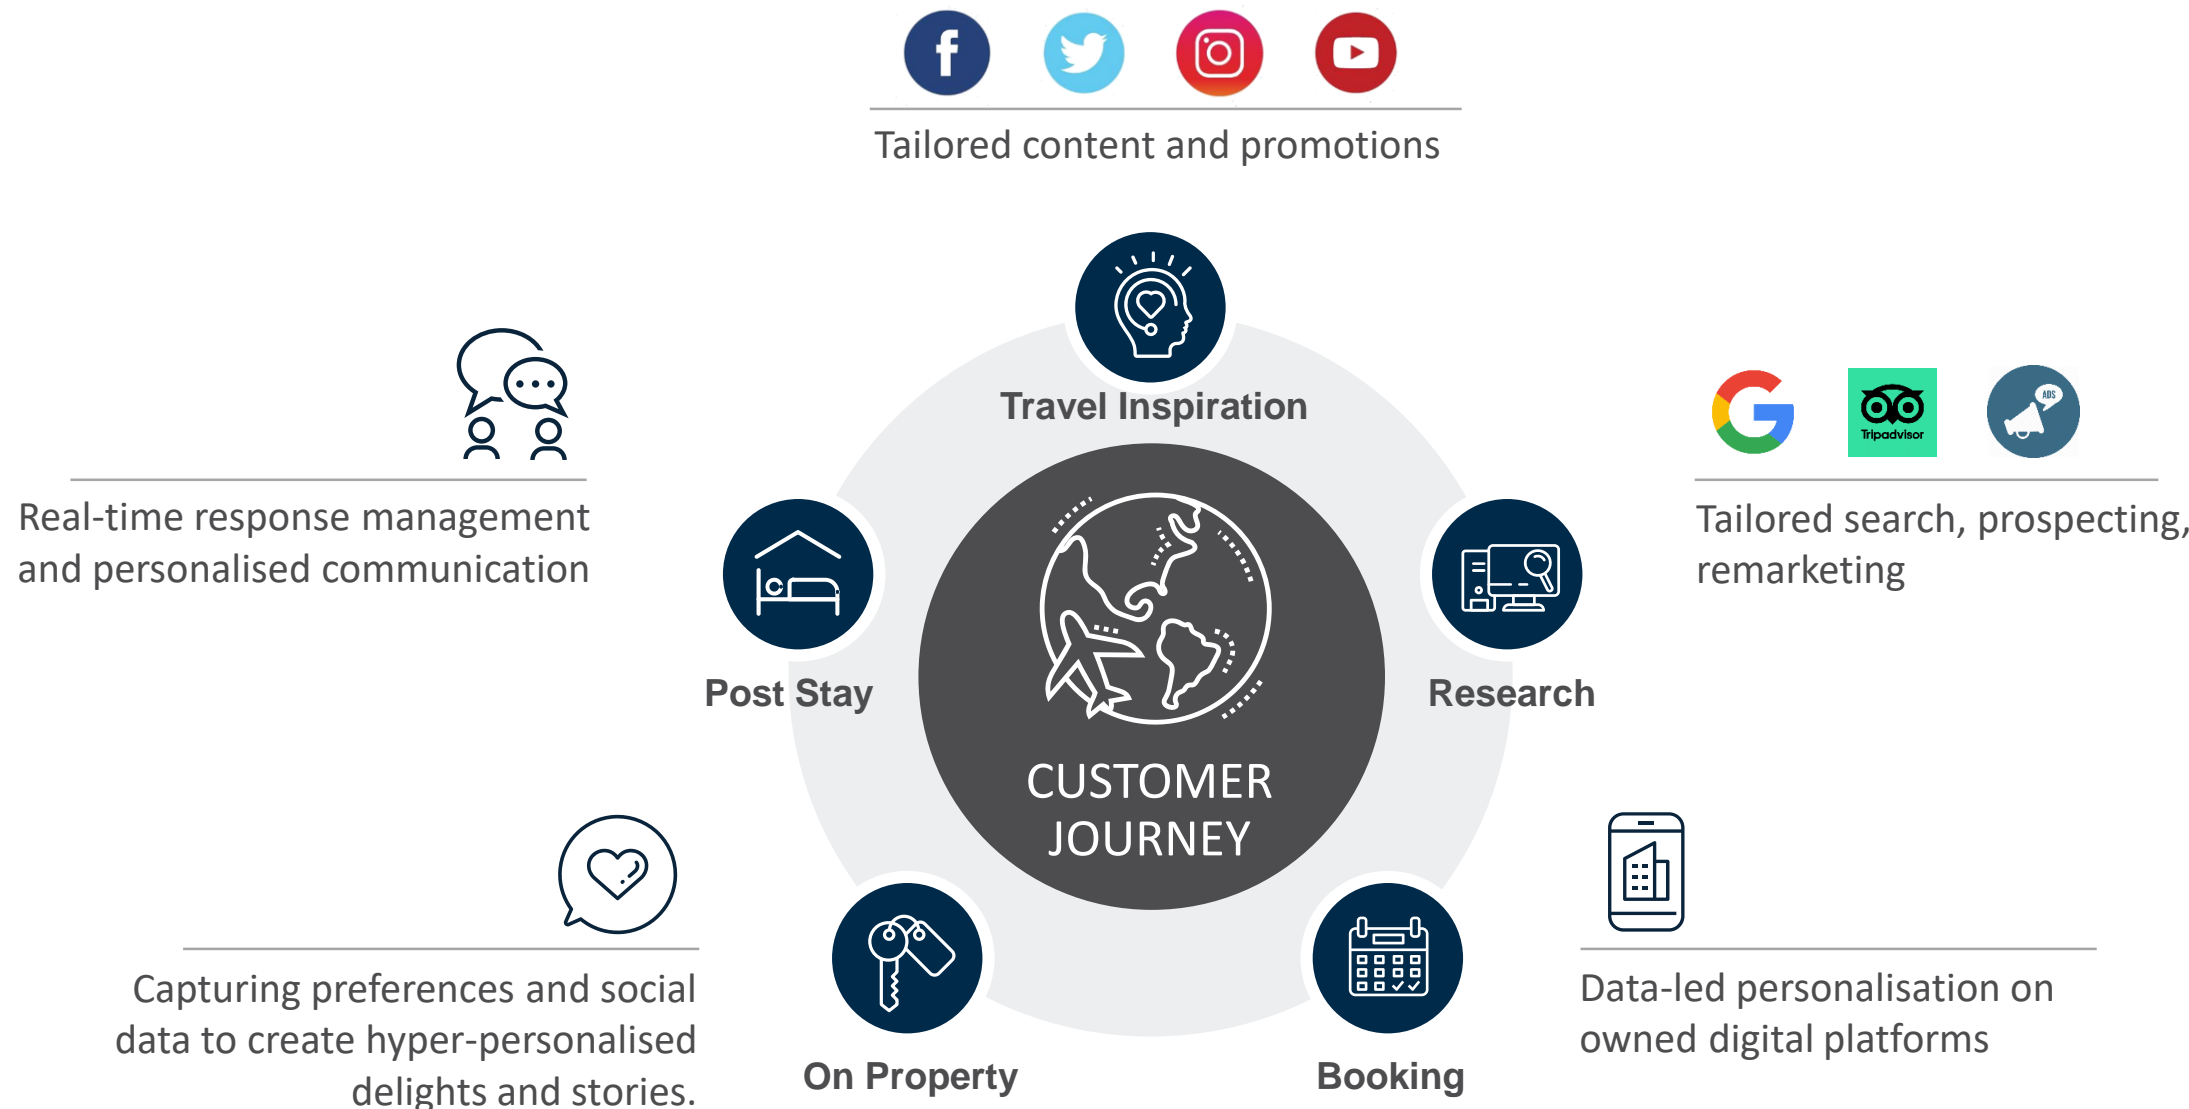 f
Tailored content and promotions
Travel Inspiration
ADS
Tripadvisor
Real-time response management
and personalised communication
Tailored search, prospecting,
remarketing
Post Stay
Research
CUSTOMER
JOURNEY
Capturing preferences and social
data to create hyper-personalised
delights and stories.
Data-led personalisation on
owned digital platforms
On Property
Booking